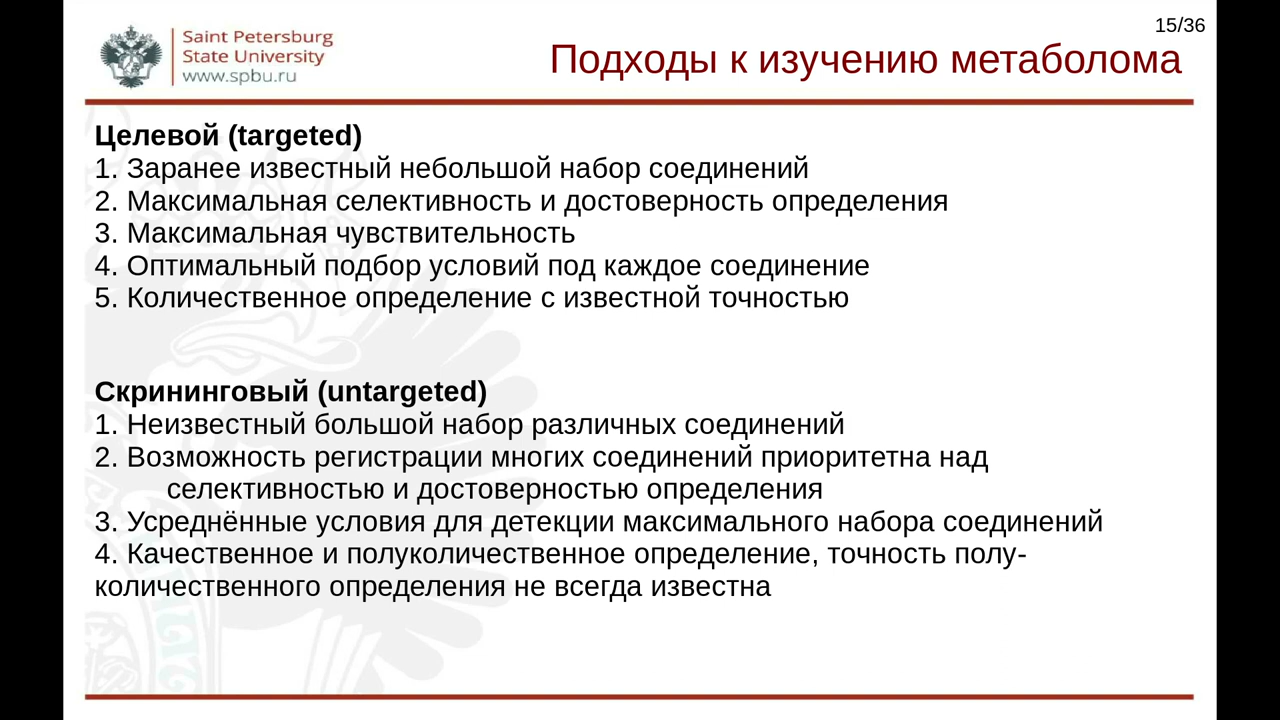 15/36
Saint Petersburg
State University
www.spbu.ru
Подходы к изучению метаболома
Целевой (targeted)
1. Заранее известный небольшой набор соединений
2. Максимальная селективность и достоверность определения
3. Максимальная чувствительность
4. Оптимальный подбор условий под каждое соединение
5. Количественное определение с известной точностью
Скрининговый (untargeted)
1. Неизвестный большой набор различных соединений
2. Возможность регистрации многих соединений приоритетна над
селективностью и достоверностью определения
3. Усреднённые условия для детекции максимального набора соединений
4. Качественное и полуколичественное определение, точность полу-
количественного определения не всегда известна